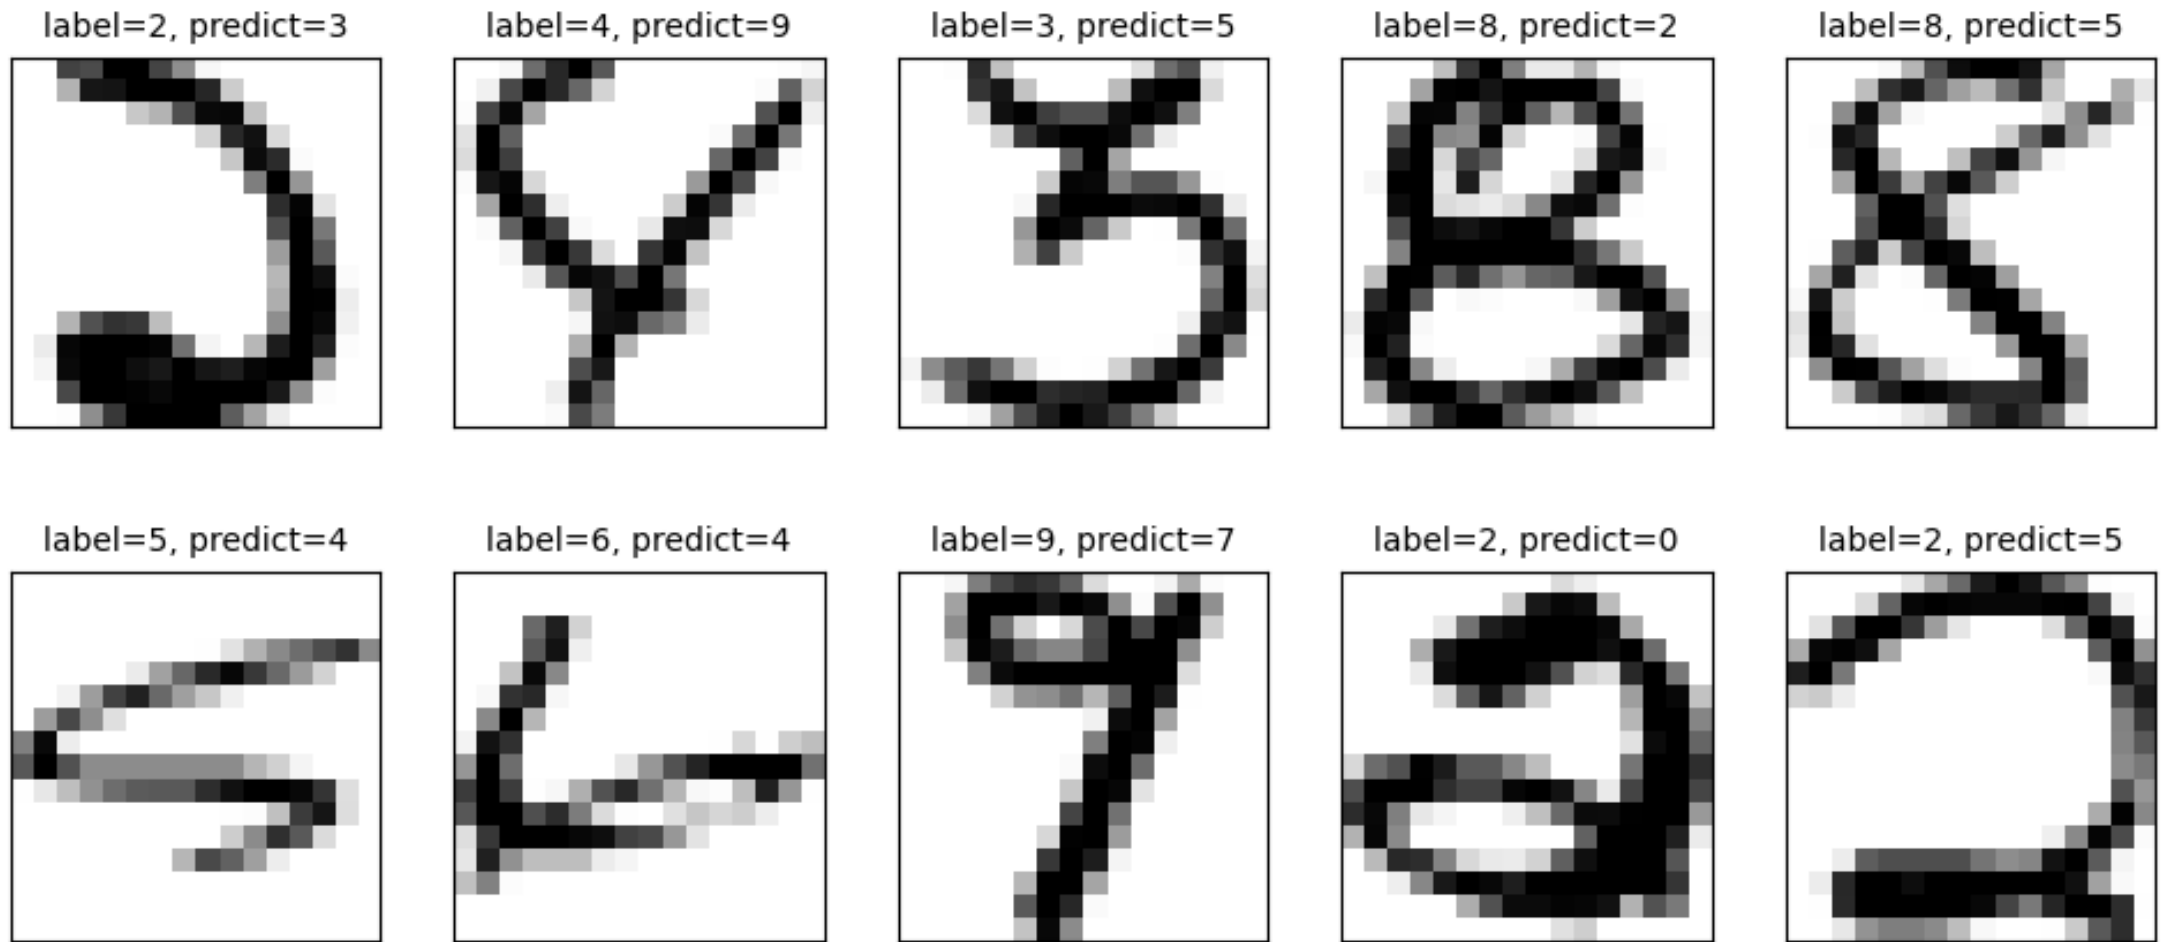 label=2, predict=3
label=4, predict=9
label=3, predict=5
label=8, predict=2
label=8, predict=5
label=5, predict=4
label=6, predict=4
label=9, predict=7
label=2, predict=0
label=2, predict=5